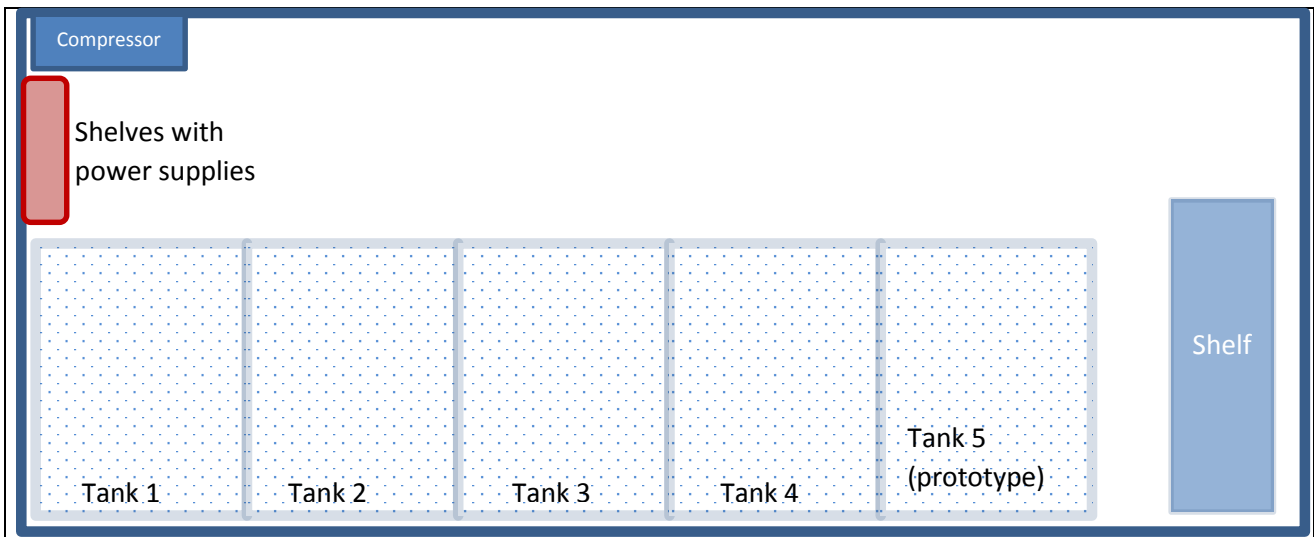 Compressor
Shelves with
power supplies
Shelf
Tank 5
(prototype)
Tank 1
Tank 2
Tank 3
Tank 4